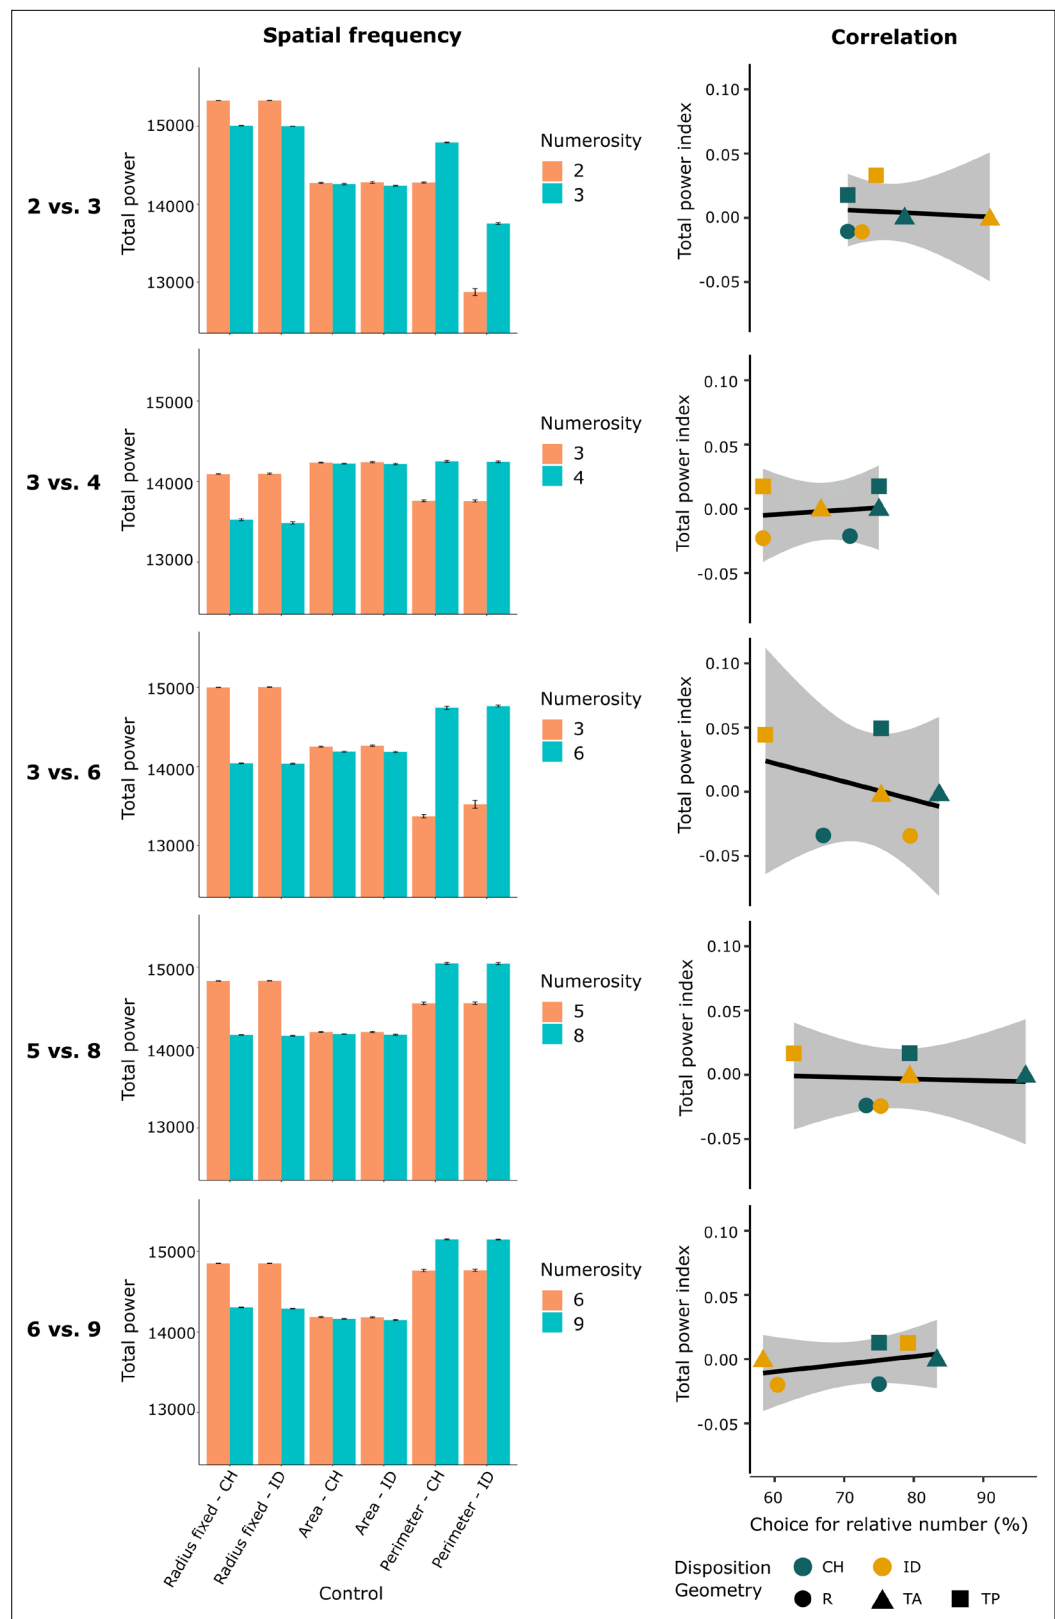 Spatial frequency
Correlation
2 vs. 3
Total power
15000
14000
13000
Numerosity
2
3
Total power index
0.10
0.05
0.00
-0.05
3 vs. 4
Total power
15000
14000
13000
Numerosity
3
4
Total power index
0.10
0.05
0.00
-0.05
3 vs. 6
Total power
15000
14000
13000
Numerosity
3
6
Total power index
0.10
0.05
0.00
-0.05
5 vs. 8
Total power
15000
14000
13000
Numerosity
5
8
Total power index
0.10
0.05
0.00
-0.05
6 vs. 9
Total power
15000
14000
13000
Numerosity
6
9
Total power index
0.10
0.05
0.00
-0.05
Radius fixed - CH
Radius fixed - ID
Area - CH
Area - ID
Perimeter - CH
Perimeter - ID
Control
60 70 80 90
Choice for relative number (%)
Disposition CH ID
Geometry R TA TP